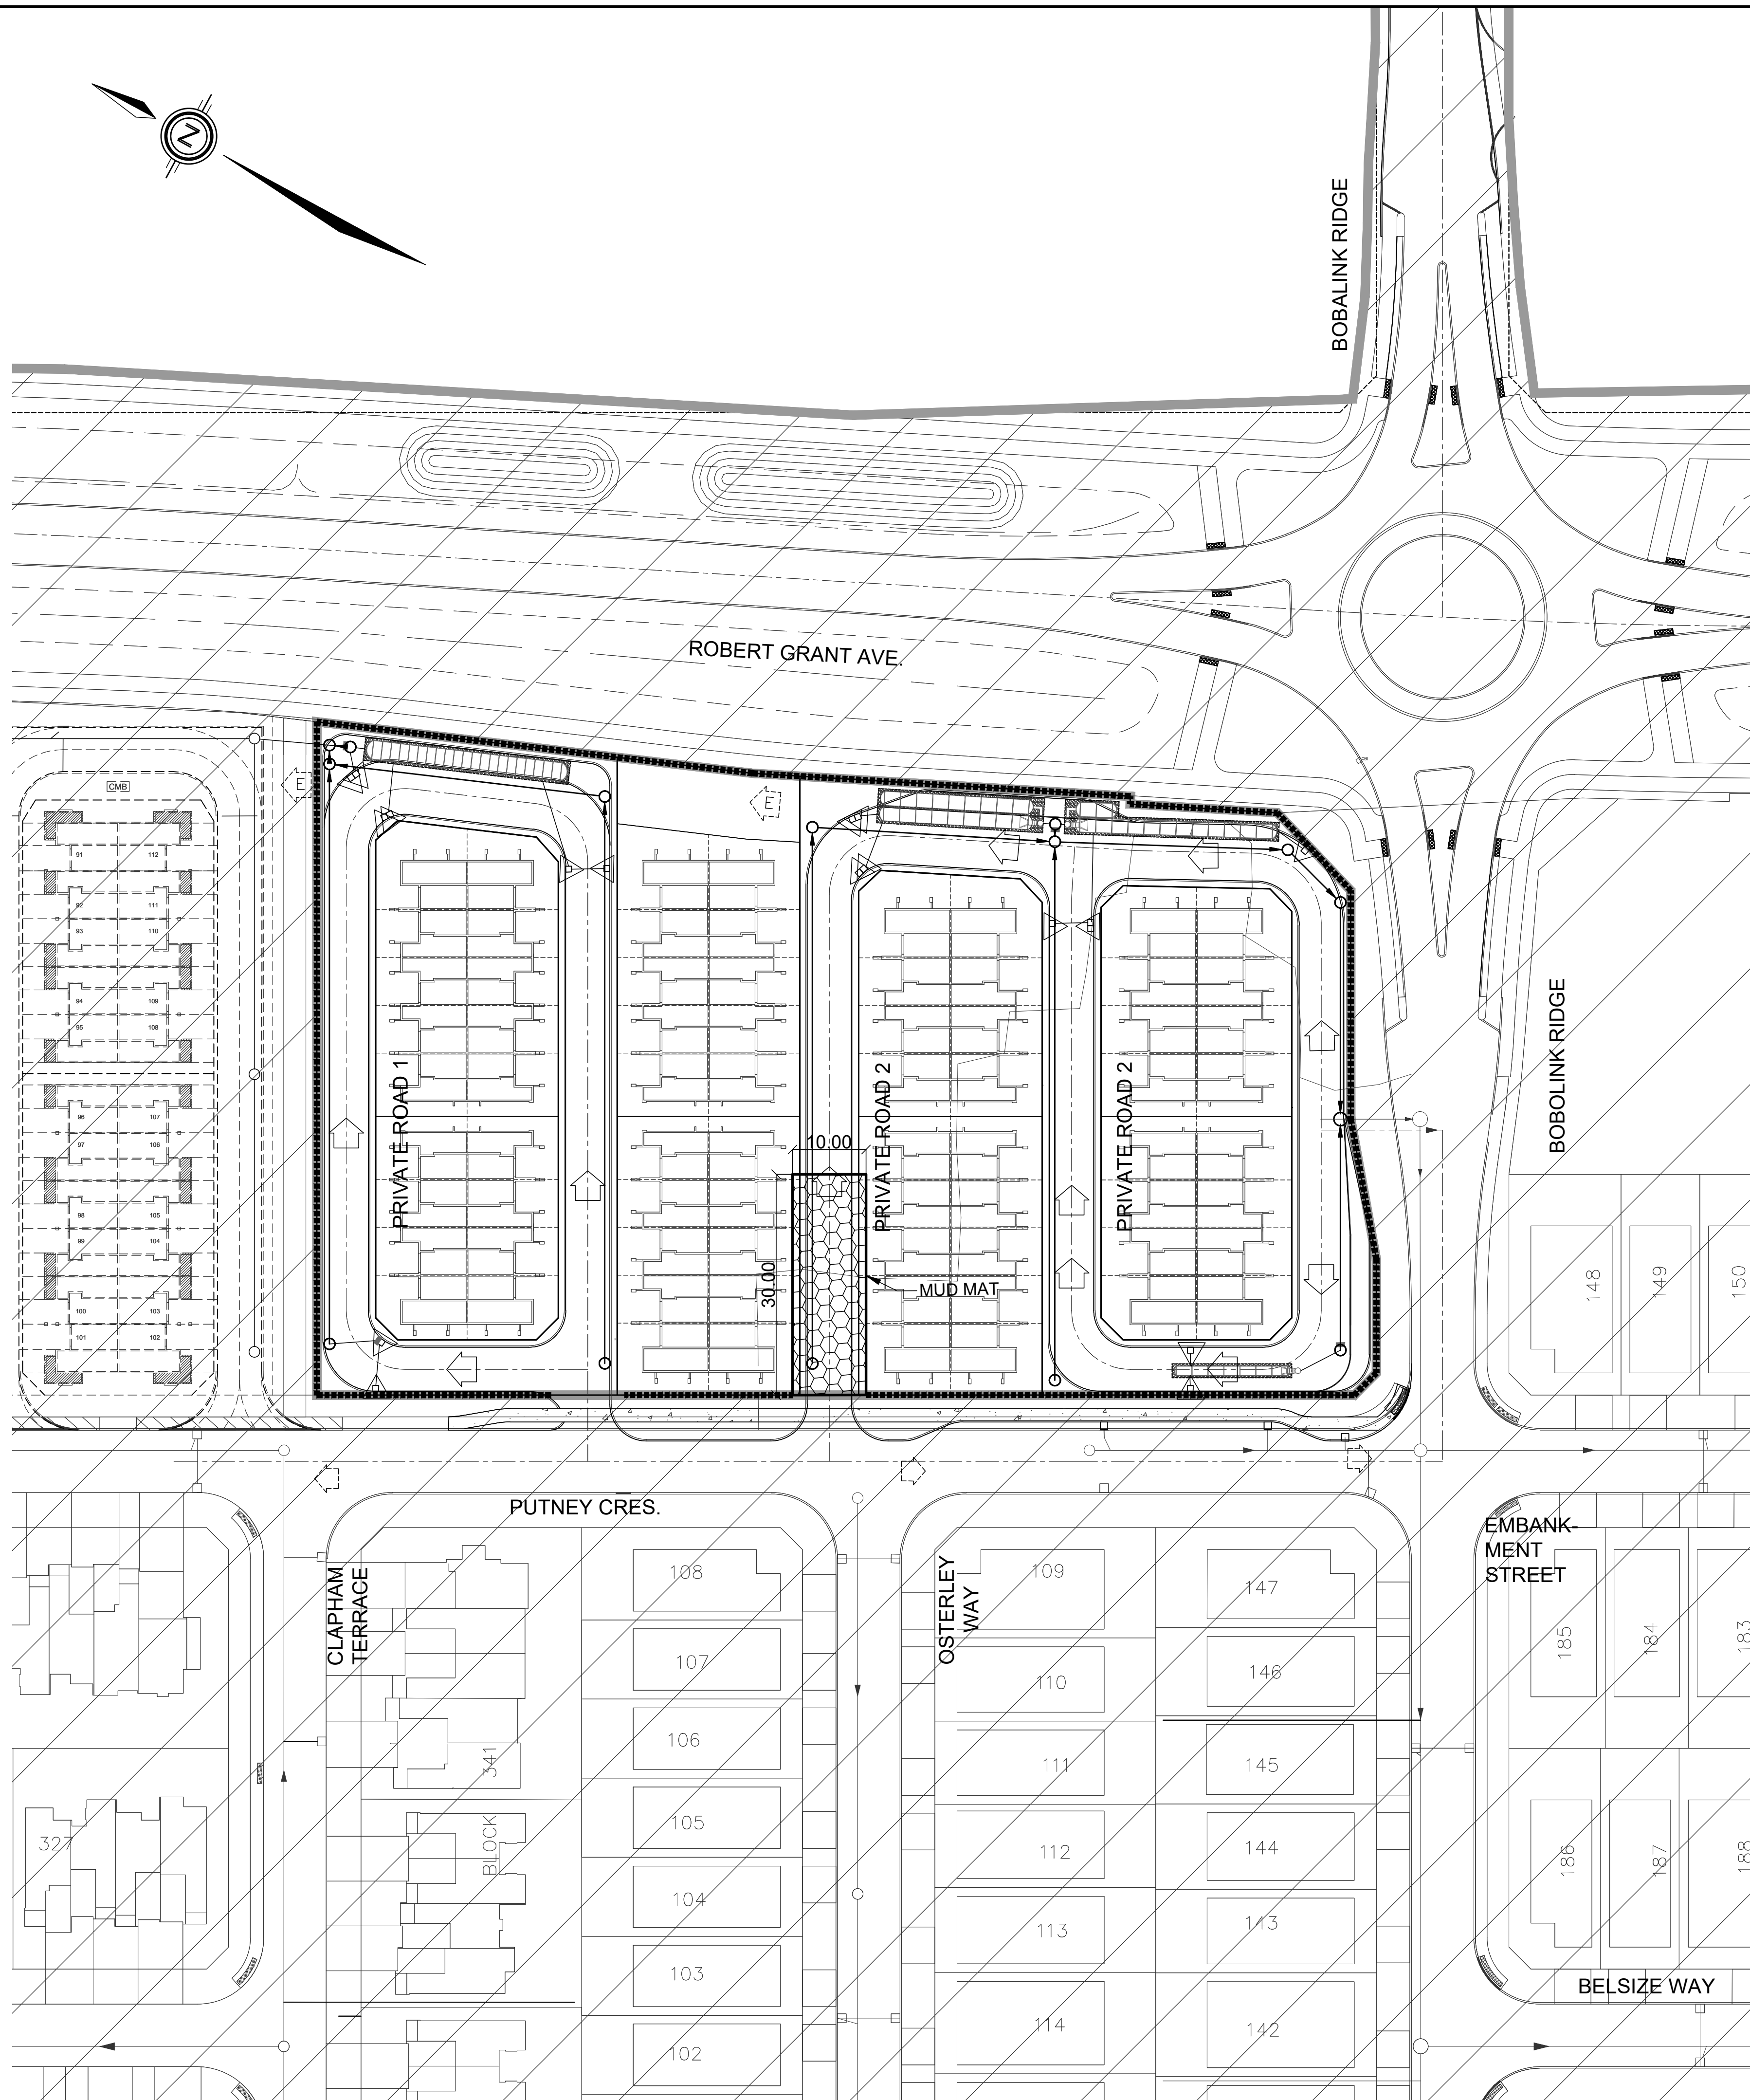 N
BOBALINK RIDGE
ROBERT GRANT AVE.
E
E
CMB
91
112
92
111
93
110
94
109
95
108
96
107
97
106
98
105
99
104
100
103
101
102
PRIVATE ROAD 1
PRIVATE ROAD 2
PRIVATE ROAD 2
10.00
30.00
MUD MAT
BOBOLINK RIDGE
148
149
150
PUTNEY CRES.
CLAPHAM
TERRACE
OSTERLEY
WAY
EMBANK-
MENT
STREET
108
107
106
105
104
103
102
109
110
111
112
113
114
147
146
145
144
143
142
185
184
183
186
187
188
341
BLOCK
327
BELSIZE WAY